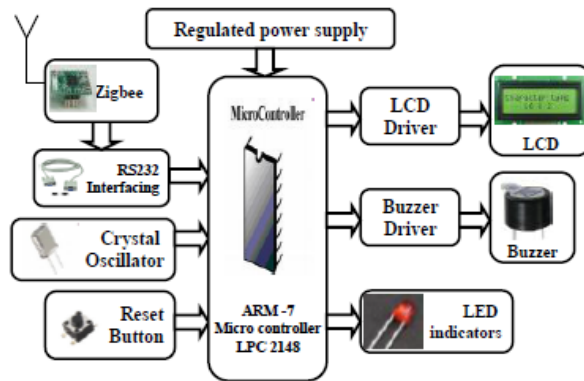 Regulated power supply
Zigbee
MicroController
LCD
Driver
LCD
RS232
Interfacing
Crystal
Oscillator
Buzzer
Driver
Buzzer
Reset
Button
ARM -7
Micro controller
LPC 2148
LED
indicators